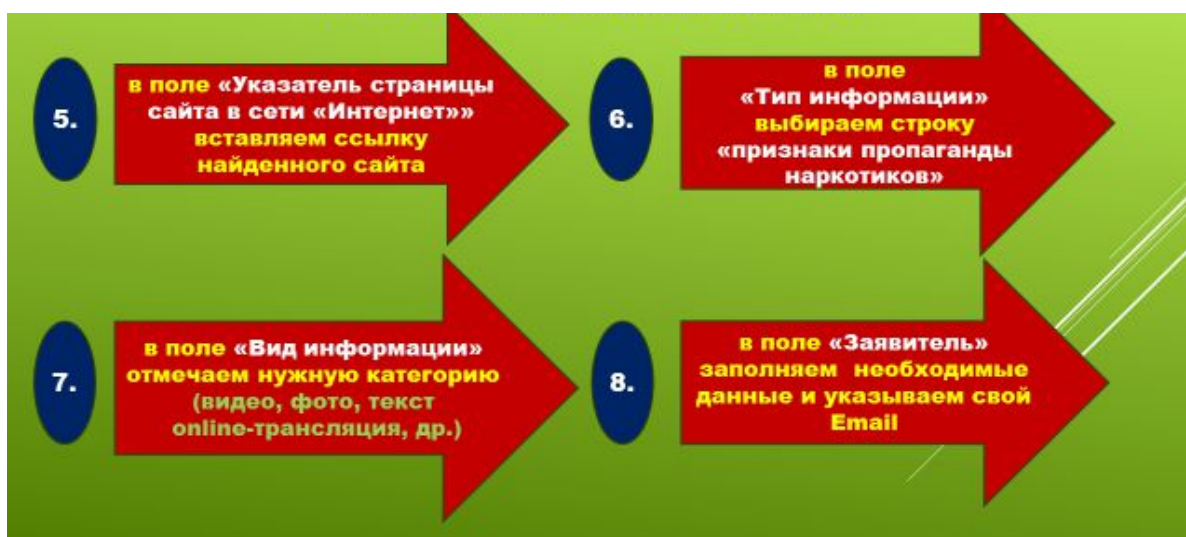 5.
в поле «Указатель страницы
сайта в сети «Интернет»»
вставляем ссылку
найденного сайта
6.
в поле
«Тип информации»
выбираем строку
«признаки пропаганды
наркотиков»
7.
в поле «Вид информации»
отмечаем нужную категорию
(видео, фото, текст
online-трансляция, др.)
8.
в поле «Заявитель»
заполняем необходимые
данные и указываем свой
Email